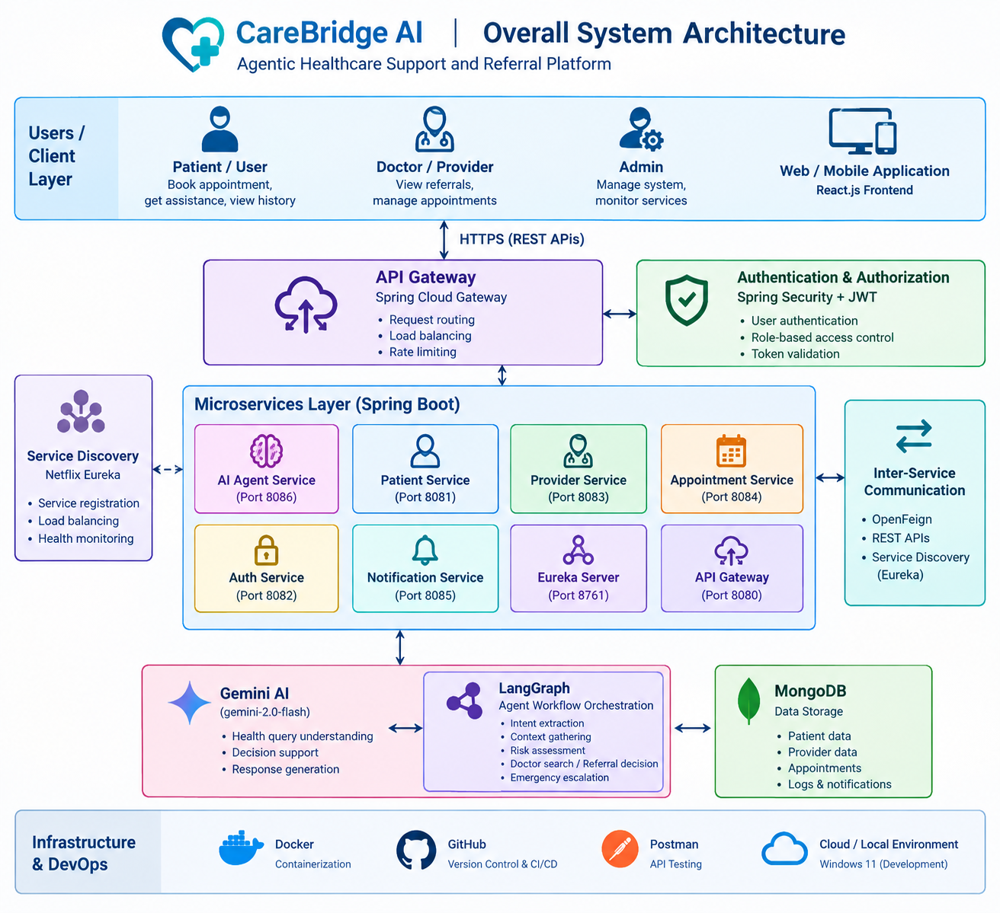 CareBridge AI | Overall System Architecture
Agentic Healthcare Support and Referral Platform
Users /
Client
Layer
Patient / User
Book appointment,
get assistance, view history
Doctor / Provider
View referrals,
manage appointments
Admin
Manage system,
monitor services
Web / Mobile Application
React.js Frontend
HTTPS (REST APIs)
API Gateway
Spring Cloud Gateway
• Request routing
• Load balancing
• Rate limiting
Authentication & Authorization
Spring Security + JWT
• User authentication
• Role-based access control
• Token validation
Service Discovery
Netflix Eureka
• Service registration
• Load balancing
• Health monitoring
Microservices Layer (Spring Boot)
AI Agent Service
(Port 8086)
Patient Service
(Port 8081)
Provider Service
(Port 8083)
Appointment Service
(Port 8084)
Auth Service
(Port 8082)
Notification Service
(Port 8085)
Eureka Server
(Port 8761)
API Gateway
(Port 8080)
Inter-Service
Communication
• OpenFeign
• REST APIs
• Service Discovery
(Eureka)
Gemini AI
(gemini-2.0-flash)
• Health query understanding
• Decision support
• Response generation
LangGraph
Agent Workflow Orchestration
• Intent extraction
• Context gathering
• Risk assessment
• Doctor search / Referral decision
• Emergency escalation
MongoDB
Data Storage
• Patient data
• Provider data
• Appointments
• Logs & notifications
Infrastructure
& DevOps
Docker
Containerization
GitHub
Version Control & CI/CD
Postman
API Testing
Cloud / Local Environment
Windows 11 (Development)